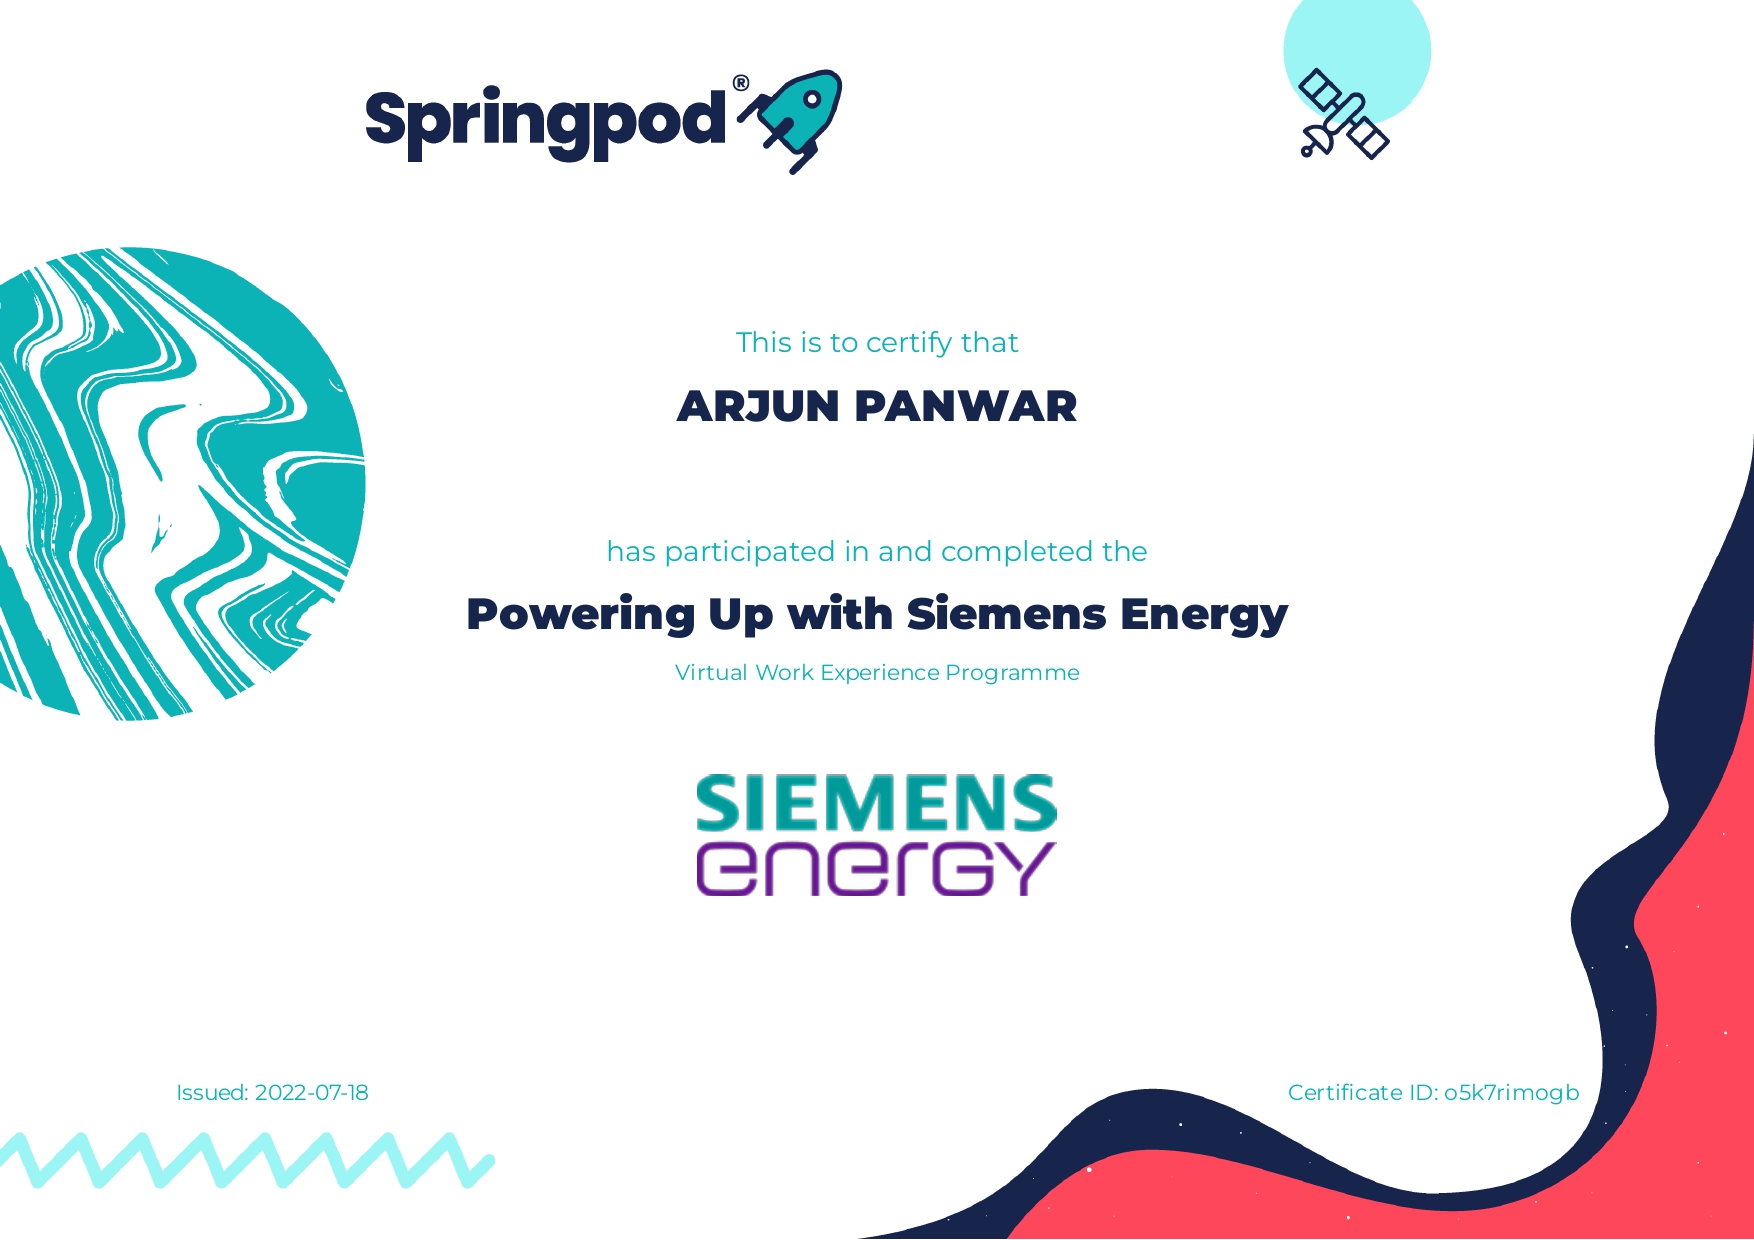 Springpod®
This is to certify that
ARJUN PANWAR
has participated in and completed the
Powering Up with Siemens Energy
Virtual Work Experience Programme
SIEMENS
energy
Issued: 2022-07-18
Certificate ID: o5k7rimogb